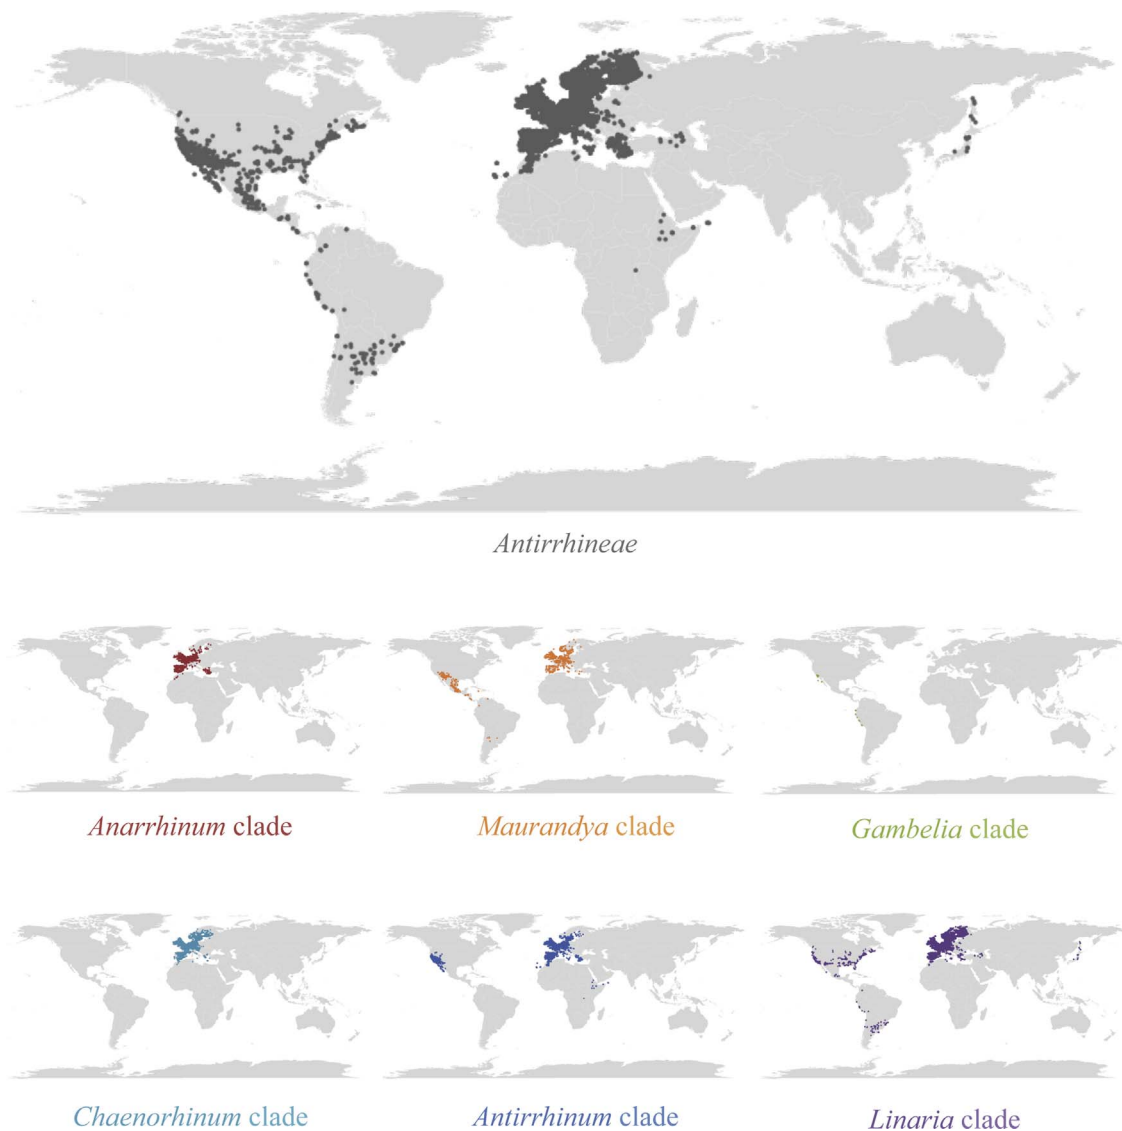 Antirrhineae
Anarrhinum clade
Maurandya clade
Gambelia clade
Chaenorhinum clade
Antirrhinum clade
Linaria clade